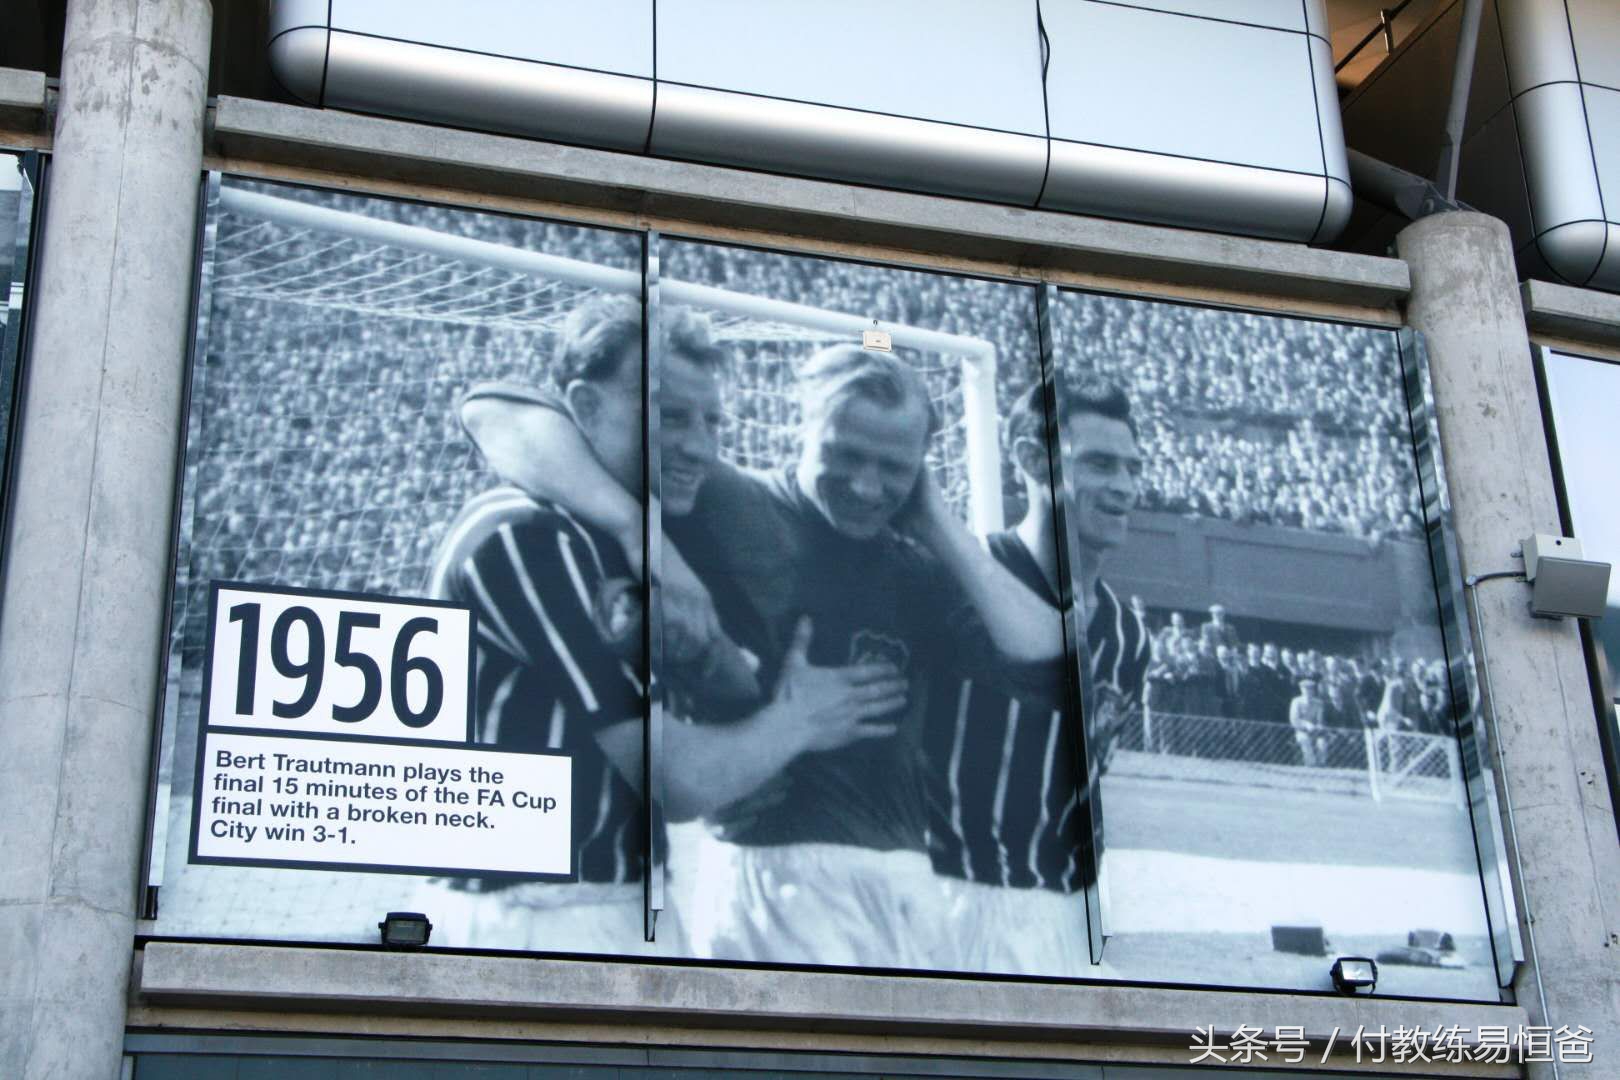 1956
Bert Trautmann plays the
final 15 minutes of the FA Cup
final with a broken neck.
City win 3-1.
头条号 / 付教练易恒爸